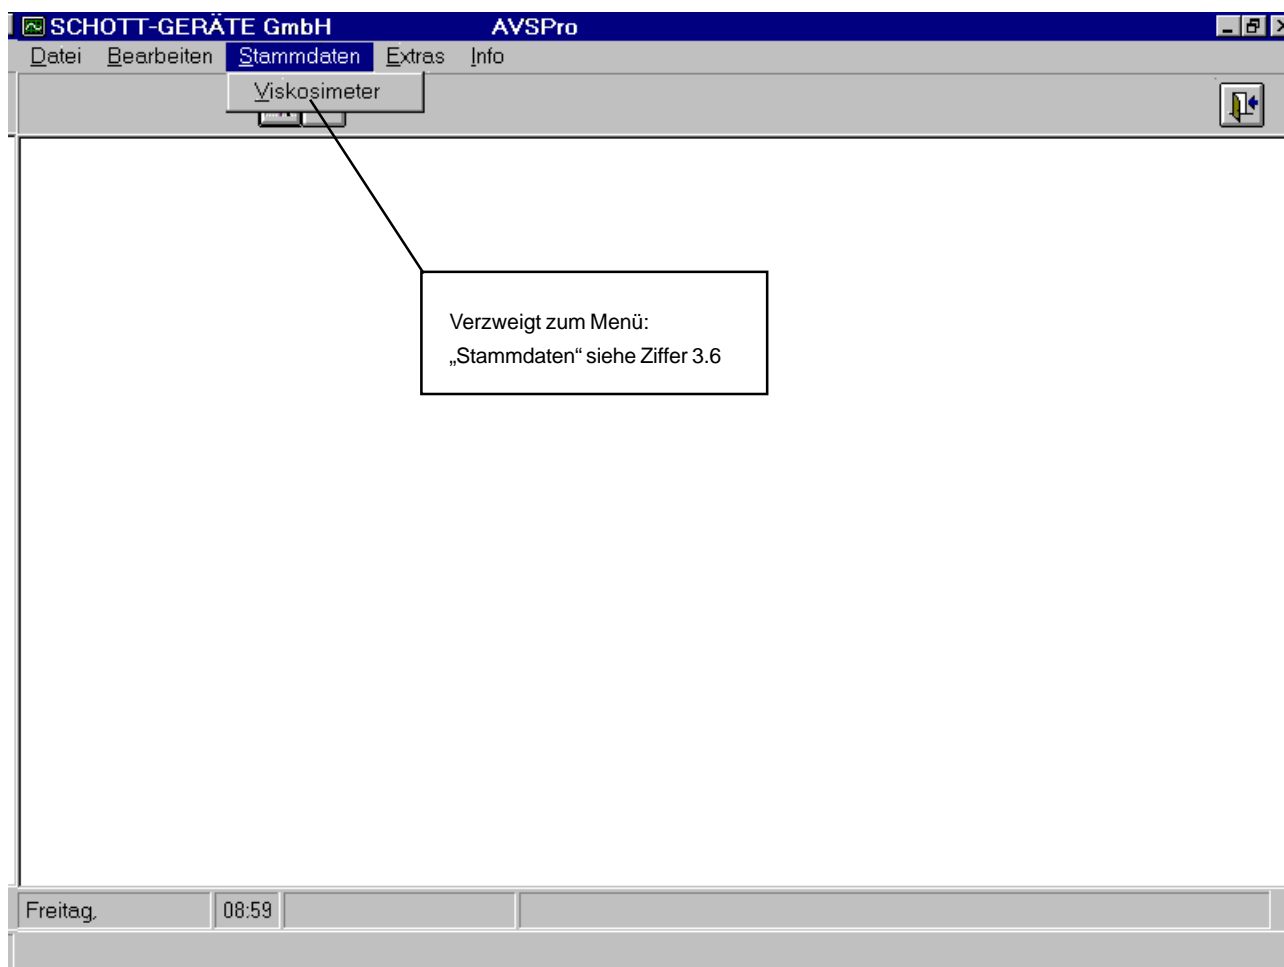 SCHOTT-GERÄTE GmbH AVSPro
Datei Bearbeiten Stammdaten Extras Info
Viskosimeter
Verzweigt zum Menü:
„Stammdaten“ siehe Ziffer 3.6
Freitag, 08:59